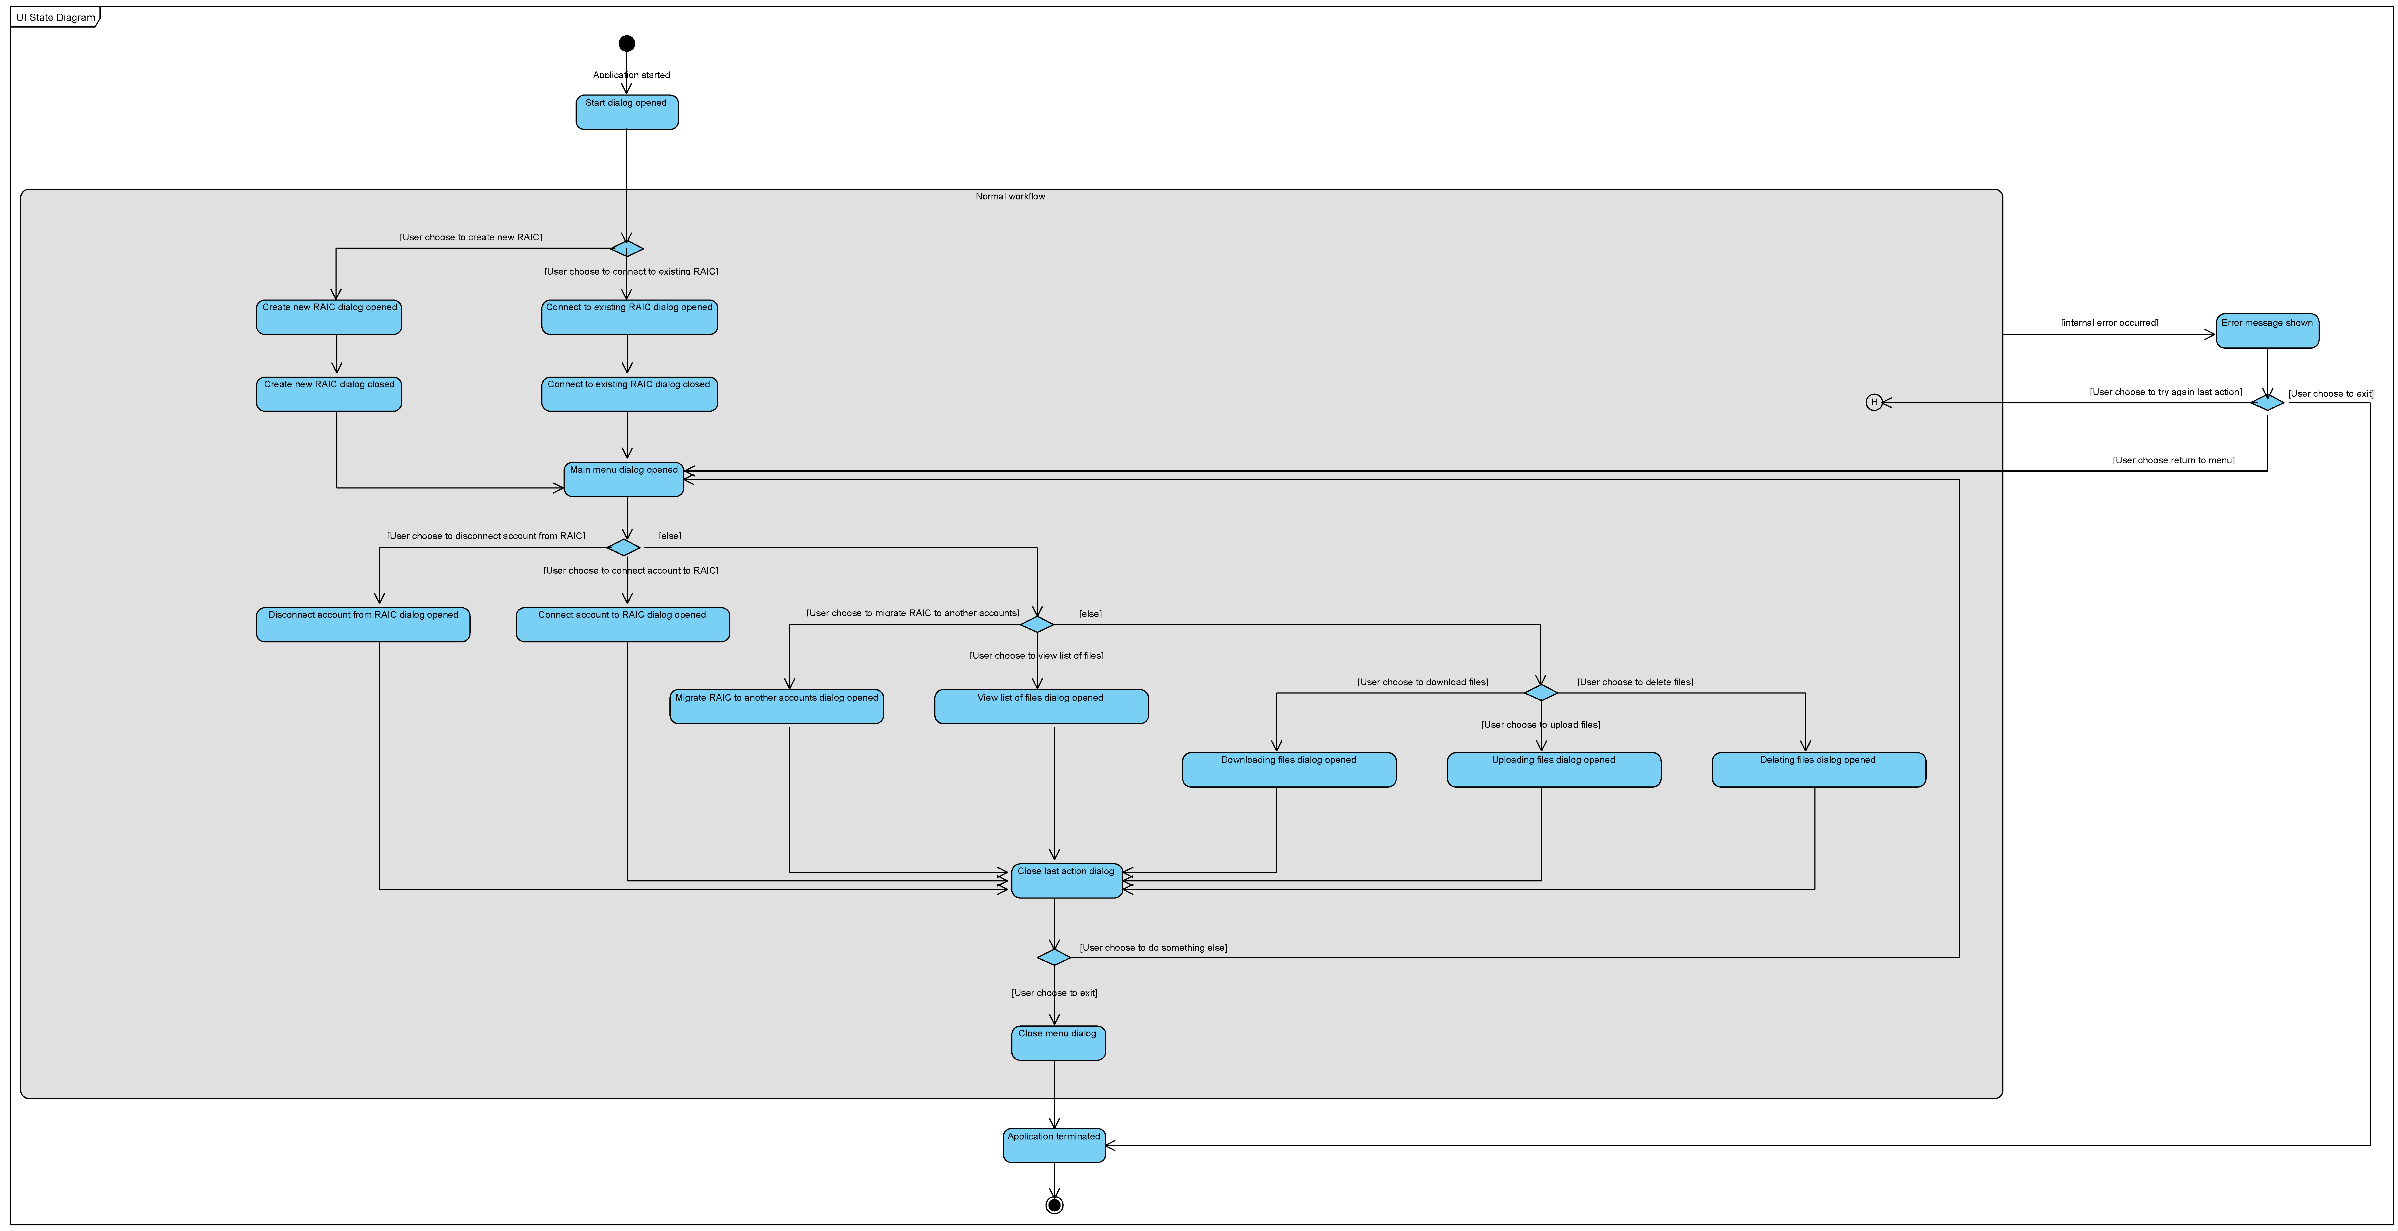 UI State Diagram
Application started
Start dialog opened
Normal workflow
[User choose to create new RAIC]
[User choose to connect to existing RAIC]
Create new RAIC dialog opened
Connect to existing RAIC dialog opened
[internal error occurred]
Error message shown
Create new RAIC dialog closed
Connect to existing RAIC dialog closed
[User choose to try again last action]
[User choose to exit]
H
[User choose return to menu]
Main menu dialog opened
[User choose to disconnect account from RAIC]
[else]
[User choose to connect account to RAIC]
Disconnect account from RAIC dialog opened
Connect account to RAIC dialog opened
[User choose to migrate RAIC to another accounts]
[else]
[User choose to view list of files]
Migrate RAIC to another accounts dialog opened
View list of files dialog opened
[User choose to download files]
[User choose to delete files]
[User choose to upload files]
Downloading files dialog opened
Uploading files dialog opened
Deleting files dialog opened
Close last action dialog
[User choose to do something else]
[User choose to exit]
Close menu dialog
Application terminated